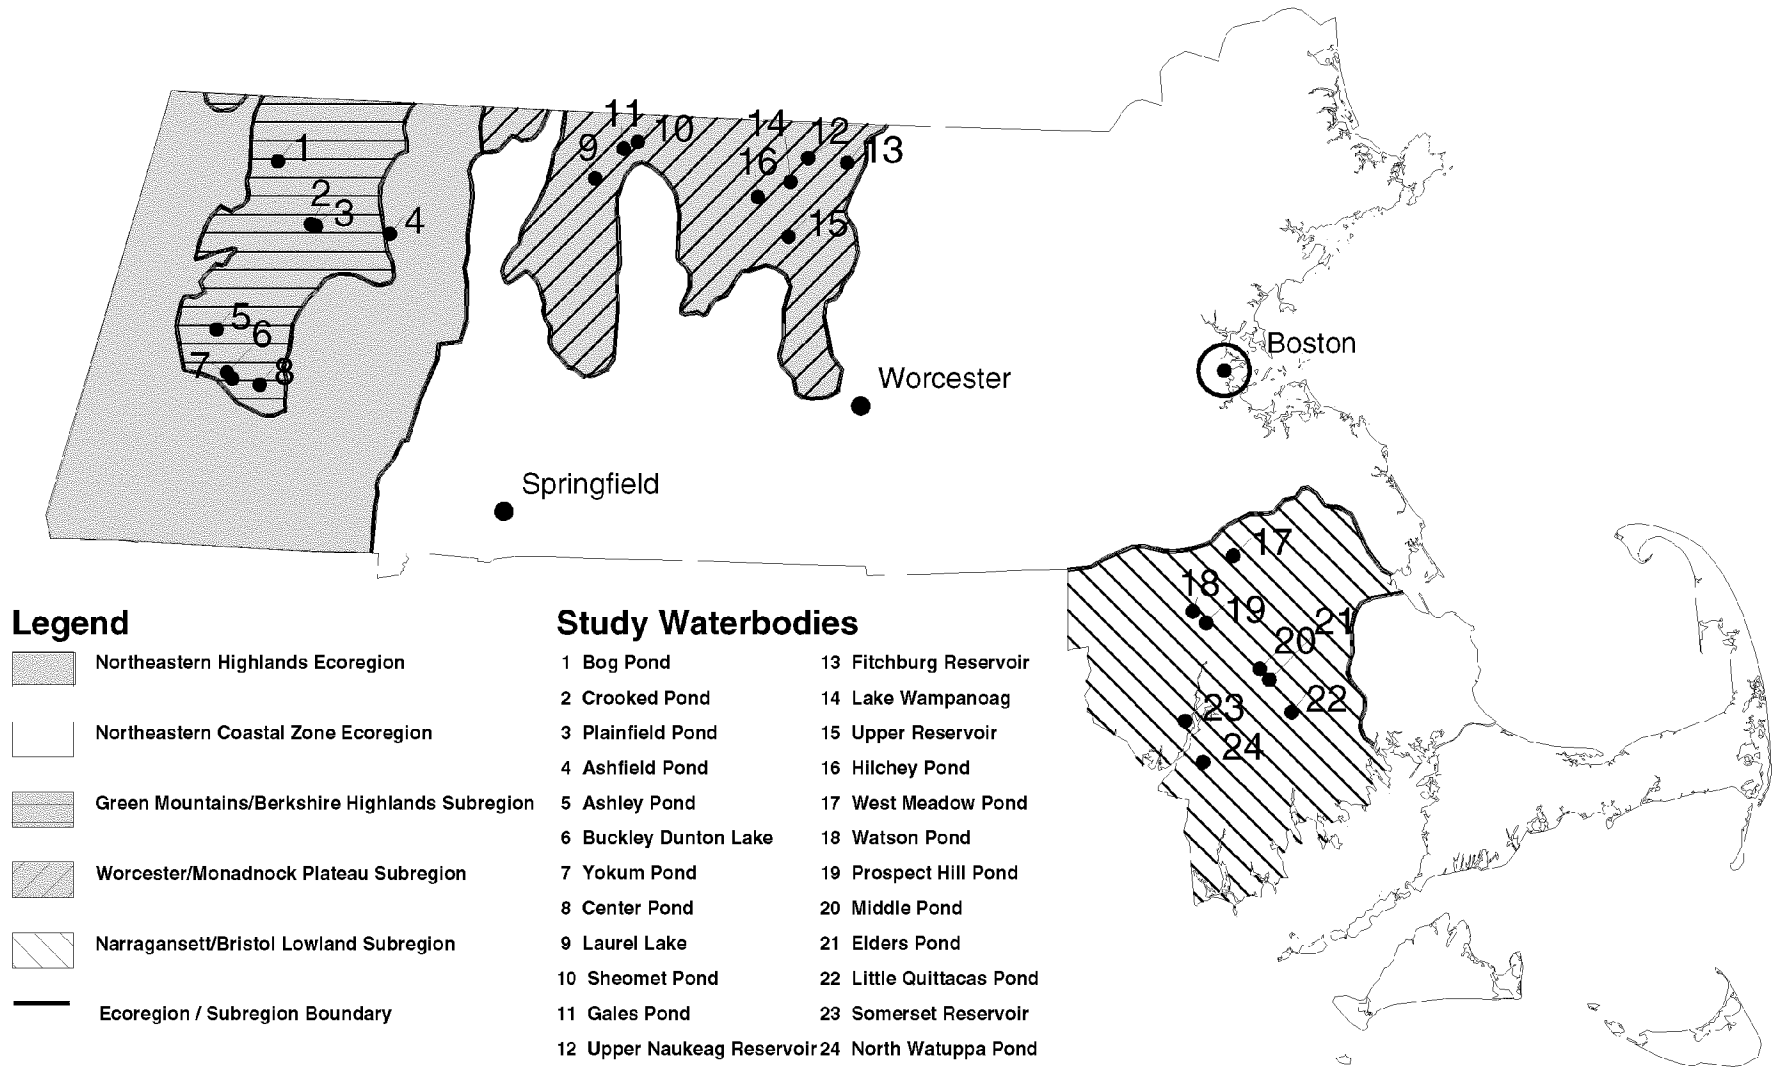 11
10
14
12
13
9
16
1
2
3
4
15
5
6
7
8
Boston
Worcester
Springfield
17
18
19
21
20
22
23
24
Legend
Northeastern Highlands Ecoregion
Northeastern Coastal Zone Ecoregion
Green Mountains/Berkshire Highlands Subregion
Worcester/Monadnock Plateau Subregion
Narragansett/Bristol Lowland Subregion
Ecoregion / Subregion Boundary
Study Waterbodies
1 Bog Pond
2 Crooked Pond
3 Plainfield Pond
4 Ashfield Pond
5 Ashley Pond
6 Buckley Dunton Lake
7 Yokum Pond
8 Center Pond
9 Laurel Lake
10 Sheomet Pond
11 Gales Pond
12 Upper Naukeag Reservoir
13 Fitchburg Reservoir
14 Lake Wampanoag
15 Upper Reservoir
16 Hilchey Pond
17 West Meadow Pond
18 Watson Pond
19 Prospect Hill Pond
20 Middle Pond
21 Elders Pond
22 Little Quittacas Pond
23 Somerset Reservoir
24 North Watuppa Pond